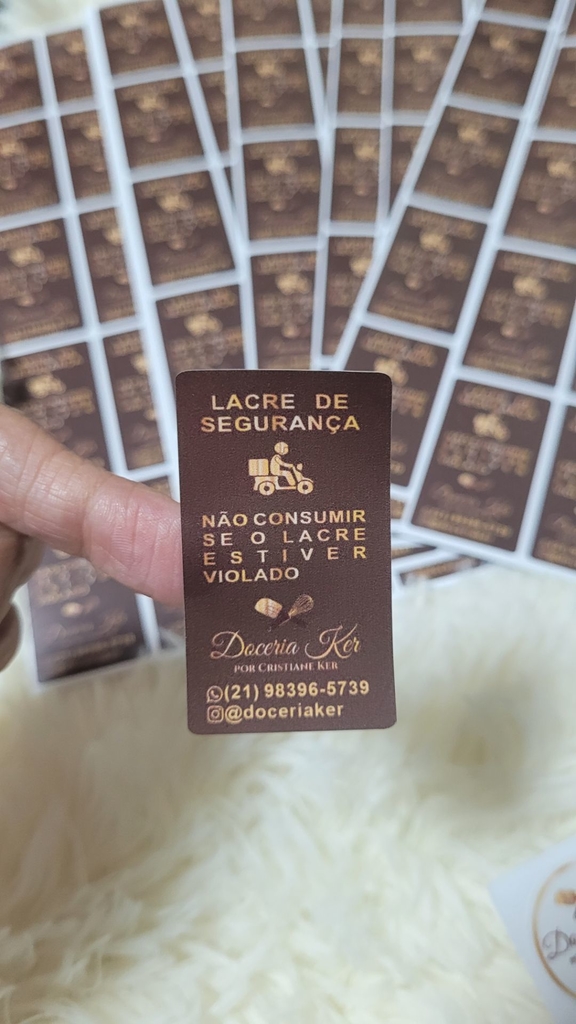 LACRE DE
SEGURANÇA
NÃO CONSUMIR
SE O LACRE
ESTIVER
VIOLADO
Doceria Ker
POR CRISTIANE KER
(21) 98396-5739
@doceriaker